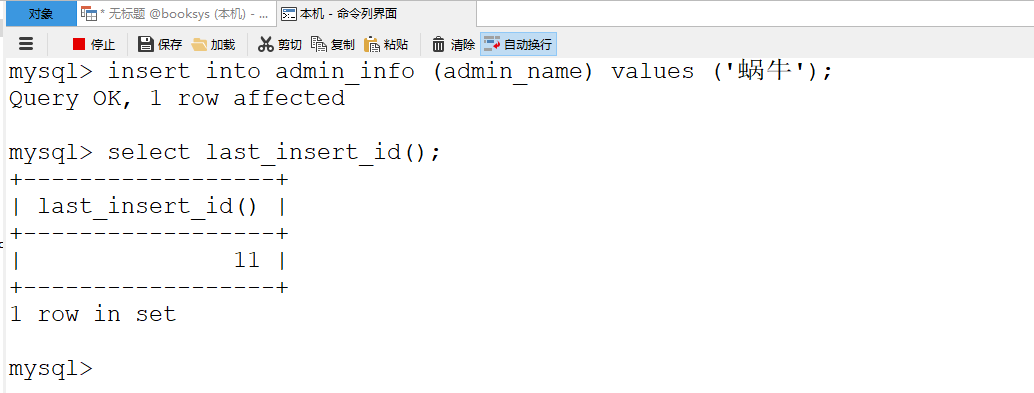 对象 * 无标题 @booksys (本机) - ... 本机 - 命令列界面
停止 保存 加载 剪切 复制 粘贴 清除 自动换行
mysql> insert into admin_info (admin_name) values ('蜗牛');
Query OK, 1 row affected
mysql> select last_insert_id();
+------------------+
| last_insert_id() |
+------------------+
|               11 |
+------------------+
1 row in set
mysql>